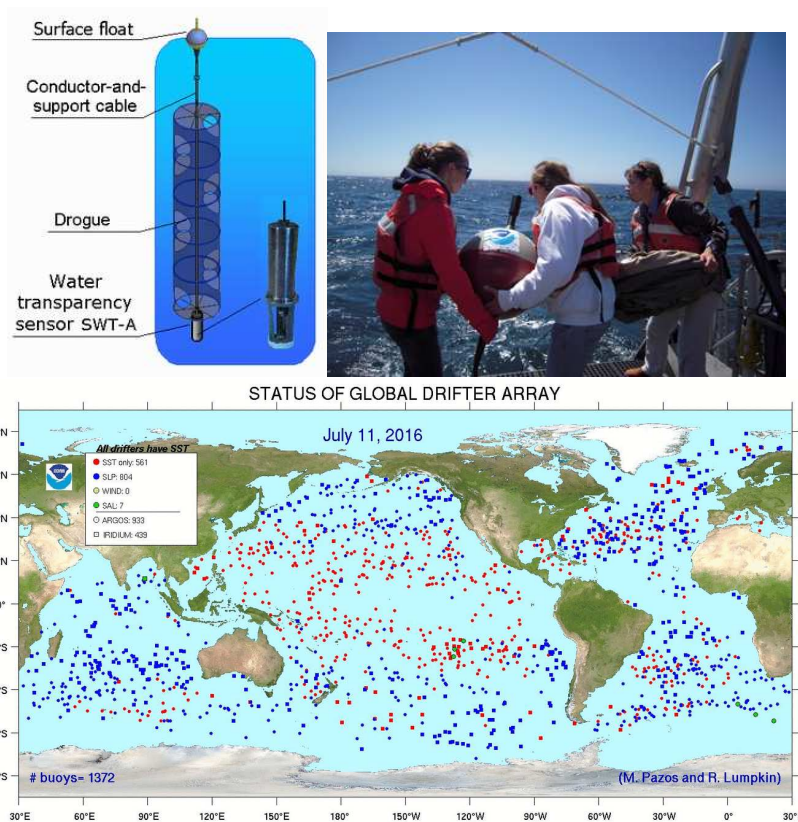 Surface float
Conductor-and-
support cable
Drogue
Water
transparency
sensor SWT-A
STATUS OF GLOBAL DRIFTER ARRAY
July 11, 2016
All drifters have SST
SST only: 561
SLP: 804
WIND: 0
SAL: 7
ARGOS: 933
IRIDIUM: 439
N
N
N
N
0°
°S
°S
°S
°S
# buoys= 1372
(M. Pazos and R. Lumpkin)
30°E 60°E 90°E 120°E 150°E 180° 150°W 120°W 90°W 60°W 30°W 0° 30°